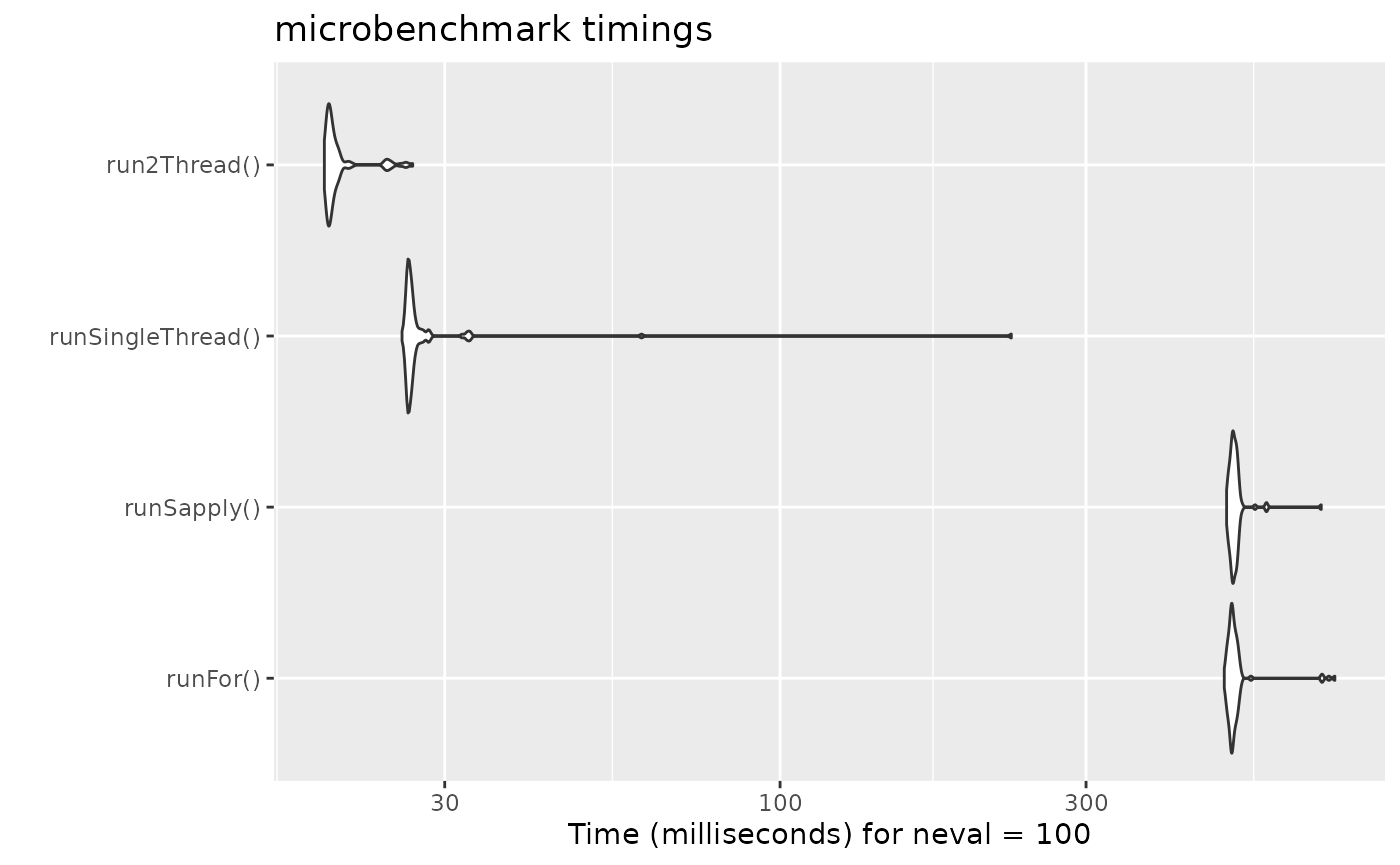 microbenchmark timings
run2Thread()
runSingleThread()
runSapply()
runFor()
30 100 300
Time (milliseconds) for neval = 100